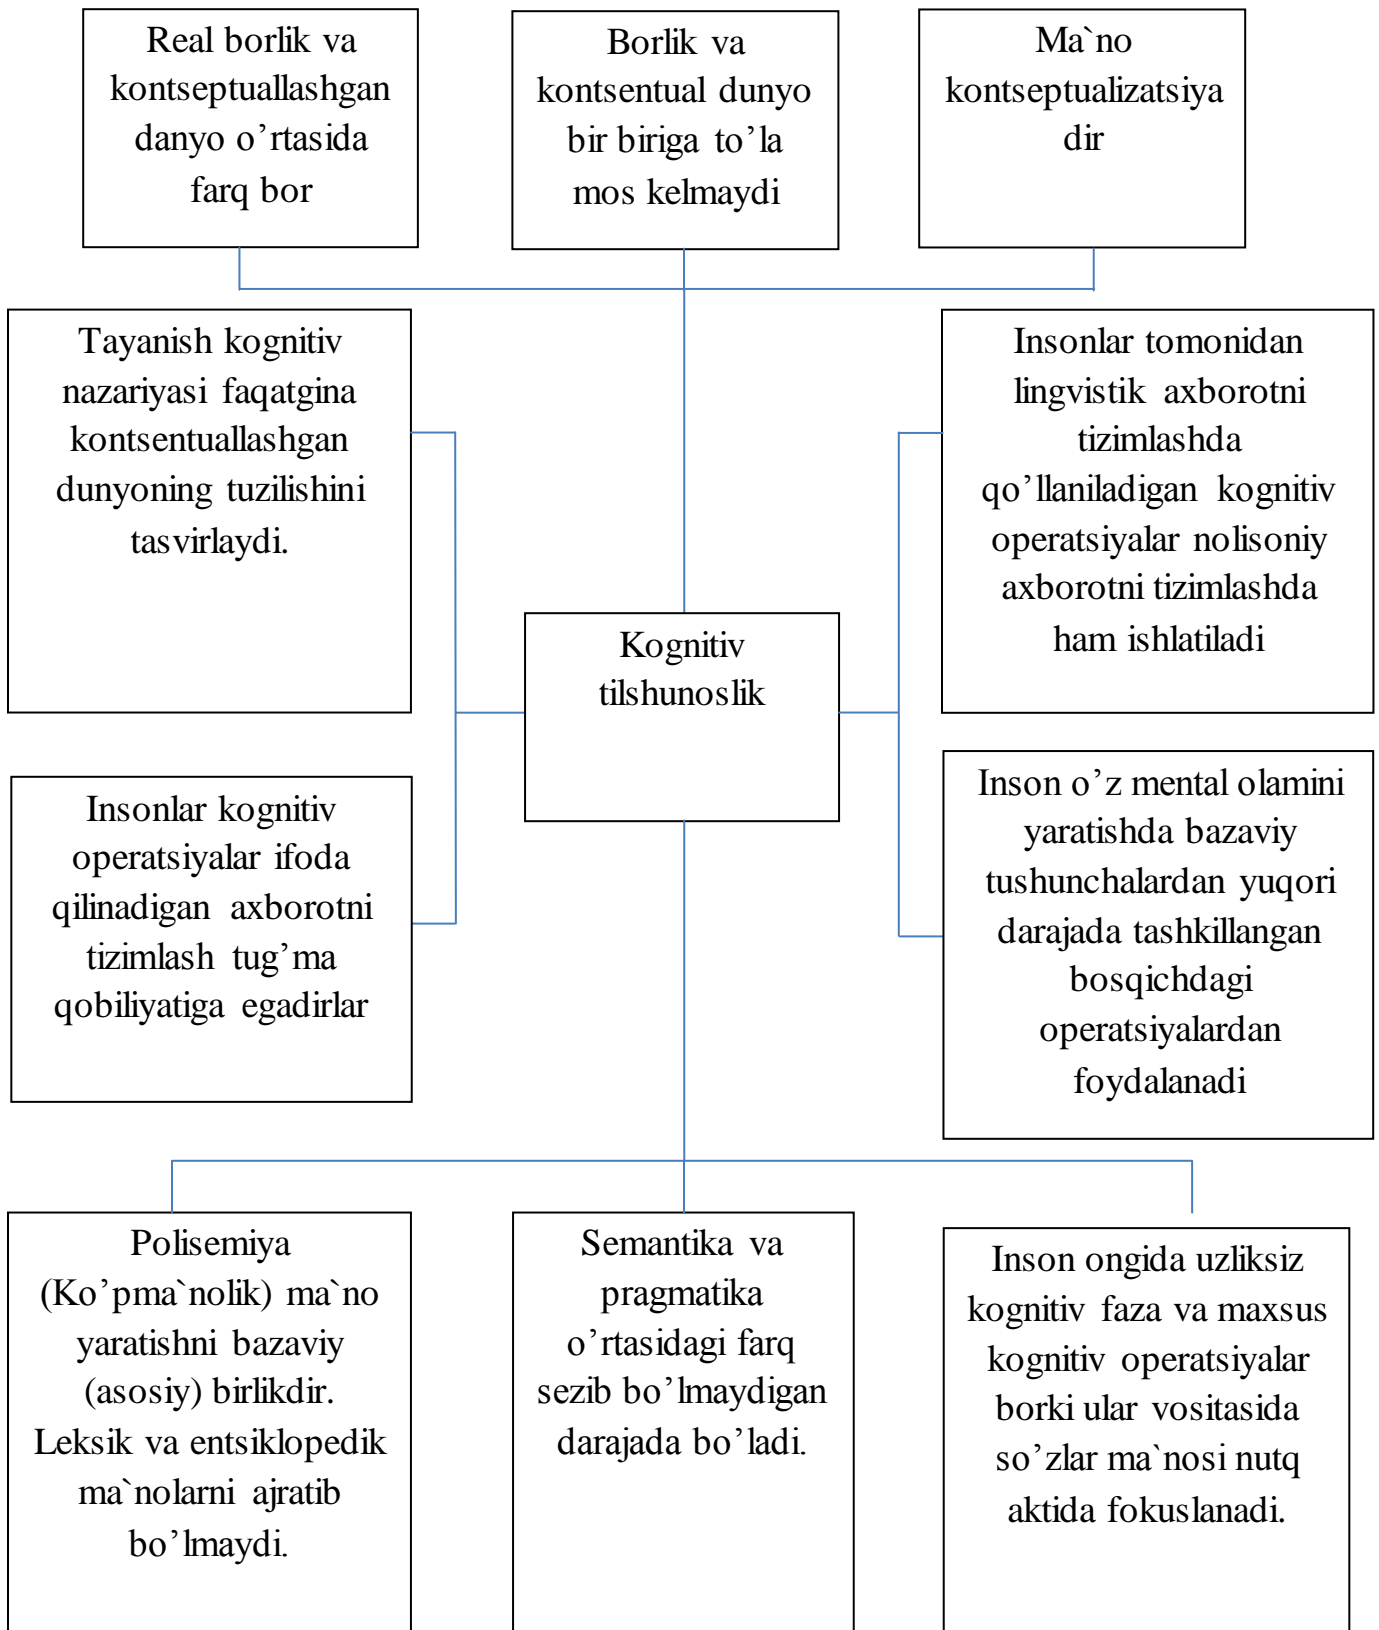 Real borlik va
kontseptuallashgan
danyo o’rtasida
farq bor
Borlik va
kontsentual dunyo
bir biriga to’la
mos kelmaydi
Ma`no
kontseptualizatsiya
dir
Tayanish kognitiv
nazariyasi faqatgina
kontsentuallashgan
dunyoning tuzilishini
tasvirlaydi.
Insonlar tomonidan
lingvistik axborotni
tizimlashda
qo’llaniladigan kognitiv
operatsiyalar nolisoniy
axborotni tizimlashda
ham ishlatiladi
Kognitiv
tilshunoslik
Insonlar kognitiv
operatsiyalar ifoda
qilinadigan axborotni
tizimlash tug’ma
qobiliyatiga egadirlar
Inson o’z mental olamini
yaratishda bazaviy
tushunchalardan yuqori
darajada tashkillangan
bosqichdagi
operatsiyalardan
foydalanadi
Polisemiya
(Ko’pma`nolik) ma`no
yaratishni bazaviy
(asosiy) birlikdir.
Leksik va entsiklopedik
ma`nolarni ajratib
bo’lmaydi.
Semantika va
pragmatika
o’rtasidagi farq
sezib bo’lmaydigan
darajada bo’ladi.
Inson ongida uzliksiz
kognitiv faza va maxsus
kognitiv operatsiyalar
borki ular vositasida
so’zlar ma`nosi nutq
aktida fokuslanadi.